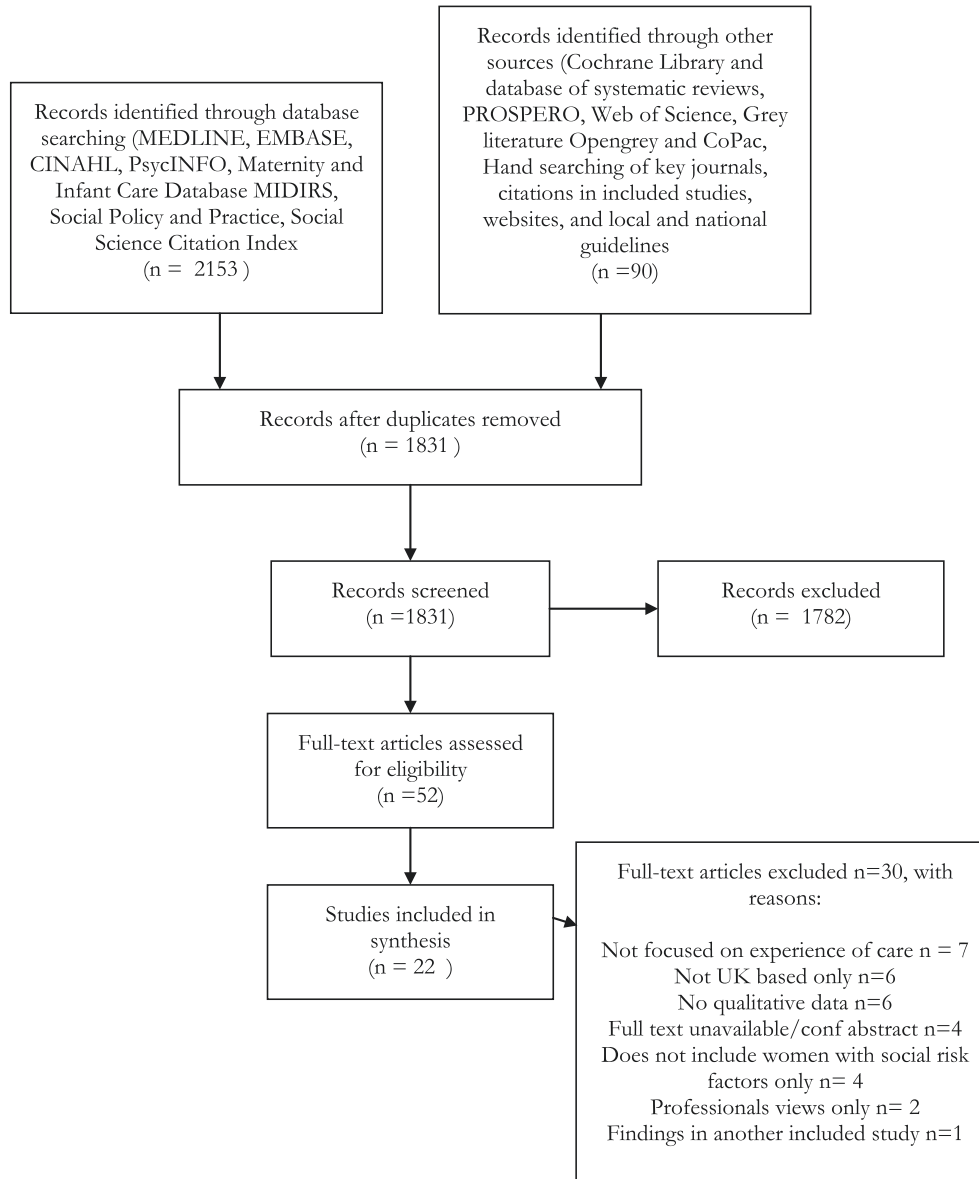 Records identified through database
searching (MEDLINE, EMBASE,
CINAHL, PsycINFO, Maternity and
Infant Care Database MIDIRS,
Social Policy and Practice, Social
Science Citation Index
(n =  2153 )
Records identified through other
sources (Cochrane Library and
database of systematic reviews,
PROSPERO, Web of Science, Grey
literature Opengrey and CoPac,
Hand searching of key journals,
citations in included studies,
websites, and local and national
guidelines
(n =90)
Records after duplicates removed
(n = 1831 )
Records screened
(n =1831)
Records excluded
(n =  1782)
Full-text articles assessed
for eligibility
(n =52)
Studies included in
synthesis
(n = 22  )
Full-text articles excluded n=30, with
reasons:
Not focused on experience of care n = 7
Not UK based only n=6
No qualitative data n=6
Full text unavailable/conf abstract n=4
Does not include women with social risk
factors only n= 4
Professionals views only n= 2
Findings in another included study n=1